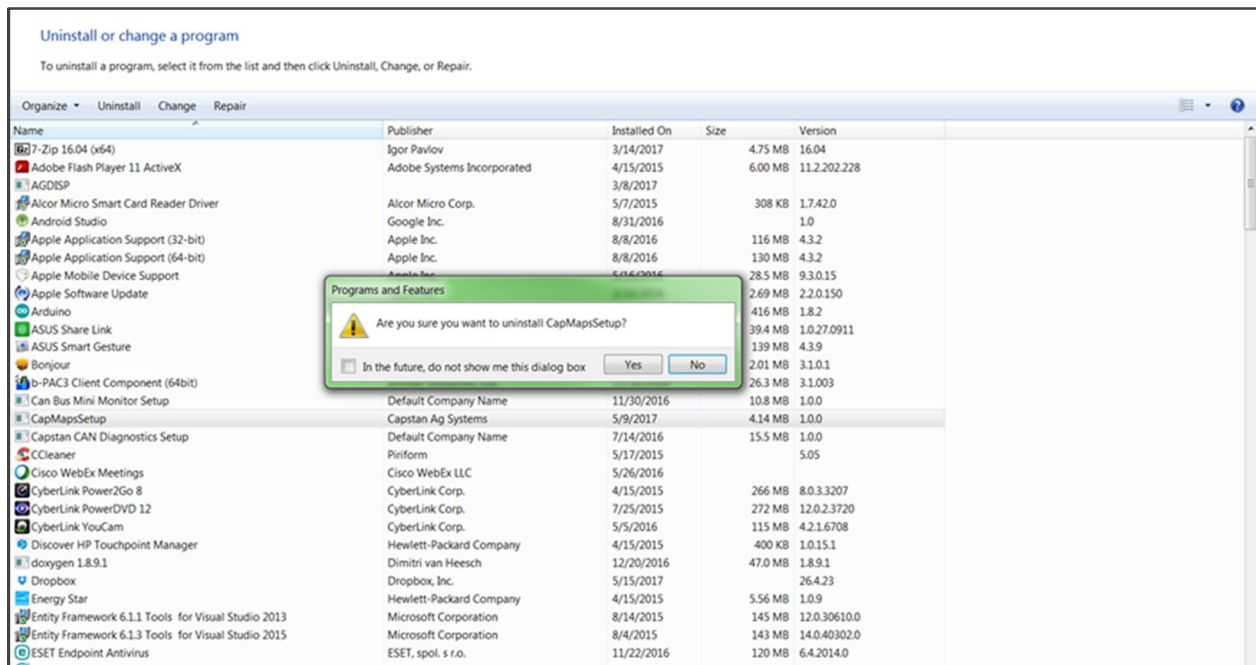 Uninstall or change a program
To uninstall a program, select it from the list and then click Uninstall, Change, or Repair.
Organize Uninstall Change Repair
Name Publisher Installed On Size Version
7-Zip 16.04 (x64) Igor Pavlov 3/14/2017 4.75 MB 16.04
Adobe Flash Player 11 ActiveX Adobe Systems Incorporated 4/15/2015 6.00 MB 11.2.202.228
AGDISP 3/8/2017
Alcor Micro Smart Card Reader Driver Alcor Micro Corp. 5/7/2015 308 KB 1.7.42.0
Android Studio Google Inc. 8/31/2016 1.0
Apple Application Support (32-bit) Apple Inc. 8/8/2016 116 MB 4.3.2
Apple Application Support (64-bit) Apple Inc. 8/8/2016 130 MB 4.3.2
Apple Mobile Device Support Apple Inc. 5/16/2016 28.5 MB 9.3.0.15
Apple Software Update 2.69 MB 2.2.0.150
Arduino 416 MB 1.8.2
ASUS Share Link 39.4 MB 1.0.27.0911
ASUS Smart Gesture 139 MB 4.3.9
Bonjour 2.01 MB 3.1.0.1
b-PAC3 Client Component (64bit) 26.3 MB 3.1.003
Programs and Features
Are you sure you want to uninstall CapMapsSetup?
In the future, do not show me this dialog box Yes No
Can Bus Mini Monitor Setup Default Company Name 11/30/2016 10.8 MB 1.0.0
CapMapsSetup Capstan Ag Systems 5/9/2017 4.14 MB 1.0.0
Capstan CAN Diagnostics Setup Default Company Name 7/14/2016 15.5 MB 1.0.0
CCleaner Piriform 5/17/2015 5.05
Cisco WebEx Meetings Cisco WebEx LLC 5/26/2016
CyberLink Power2Go 8 CyberLink Corp. 4/15/2015 266 MB 8.0.3.3207
CyberLink PowerDVD 12 CyberLink Corp. 7/25/2015 272 MB 12.0.2.3720
CyberLink YouCam CyberLink Corp. 5/5/2016 115 MB 4.2.1.6708
Discover HP Touchpoint Manager Hewlett-Packard Company 4/15/2015 400 KB 1.0.15.1
doxygen 1.8.9.1 Dimitri van Heesch 12/20/2016 47.0 MB 1.8.9.1
Dropbox Dropbox, Inc. 5/15/2017 26.4.23
Energy Star Hewlett-Packard Company 4/15/2015 5.56 MB 1.0.9
Entity Framework 6.1.1 Tools for Visual Studio 2013 Microsoft Corporation 8/14/2015 145 MB 12.0.30610.0
Entity Framework 6.1.3 Tools for Visual Studio 2015 Microsoft Corporation 8/4/2015 143 MB 14.0.40302.0
ESET Endpoint Antivirus ESET, spol. s r.o. 11/22/2016 120 MB 6.4.2014.0